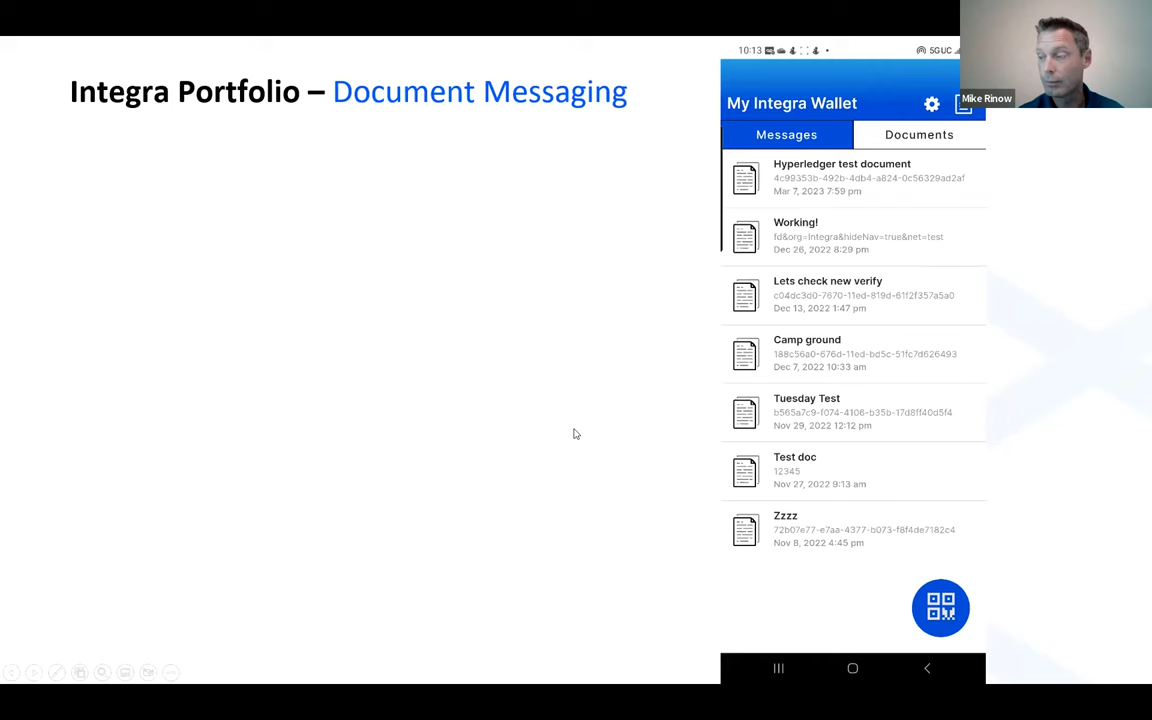 Integra Portfolio – Document Messaging
10:13
5GUC
Mike Rinow
My Integra Wallet
Messages
Documents
Hyperledger test document
4c99353b-492b-4db4-a824-0c56329ad2af
Mar 7, 2023 7:59 pm
Working!
fd&org=Integra&hideNav=true&net=test
Dec 26, 2022 8:29 pm
Lets check new verify
c04dc3d0-7670-11ed-819d-61f2f357a5a0
Dec 13, 2022 1:47 pm
Camp ground
188c56a0-676d-11ed-bd5c-51fc7d626493
Dec 7, 2022 10:33 am
Tuesday Test
b565a7c9-f074-4106-b35b-17d8ff40d5f4
Nov 29, 2022 12:12 pm
Test doc
12345
Nov 27, 2022 9:13 am
Zzzz
72b07e77-e7aa-4377-b073-f8f4de7182c4
Nov 8, 2022 4:45 pm